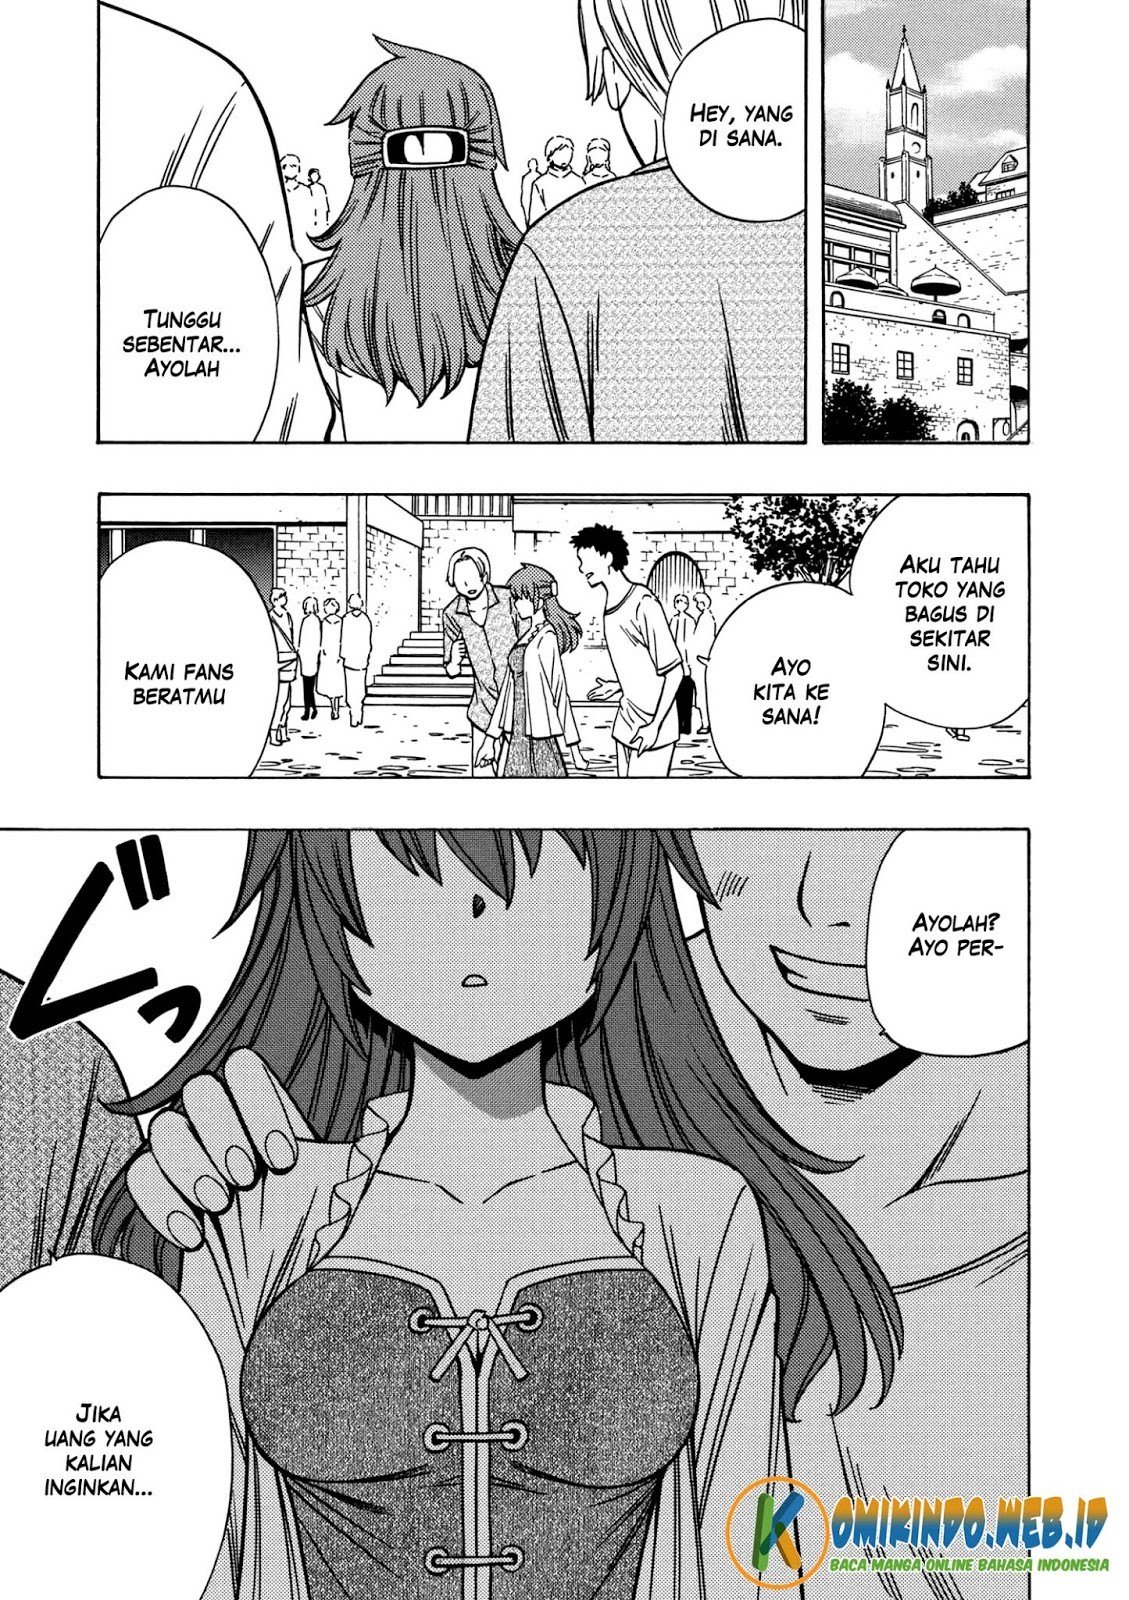 HEY, YANG
DI SANA.
TUNGGU
SEBENTAR...
AYOLAH
AKU TAHU
TOKO YANG
BAGUS DI
SEKITAR
SINI.
AYO
KITA KE
SANA!
KAMI FANS
BERATMU
AYOLAH?
AYO PER-
ぐっ
JIKA
UANG YANG
KALIAN
INGINKAN...
KOMIKINDO.WEB.ID
BACA MANGA ONLINE BAHASA INDONESIA